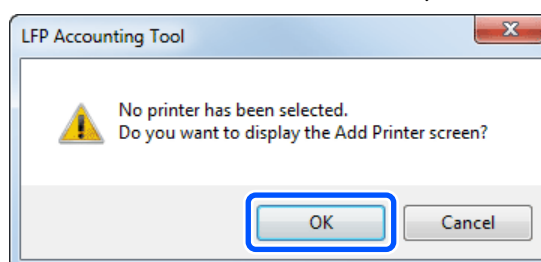 LFP Accounting Tool
No printer has been selected.
Do you want to display the Add Printer screen?
OK
Cancel